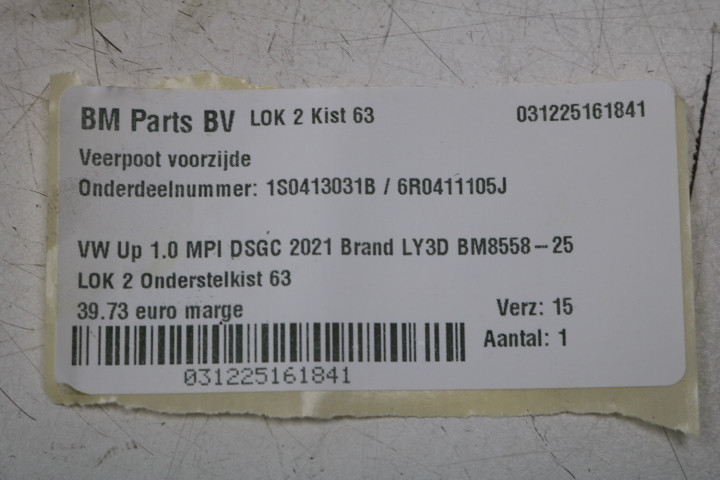 BM Parts BV LOK 2 Kist 63 031225161841
Veerpoot voorzijde
Onderdeelnummer: 1S0413031B / 6R0411105J
VW Up 1.0 MPI DSGC 2021 Brand LY3D BM8558-25
LOK 2 Onderstelkist 63
39.73 euro marge Verz: 15
Aantal: 1
031225161841